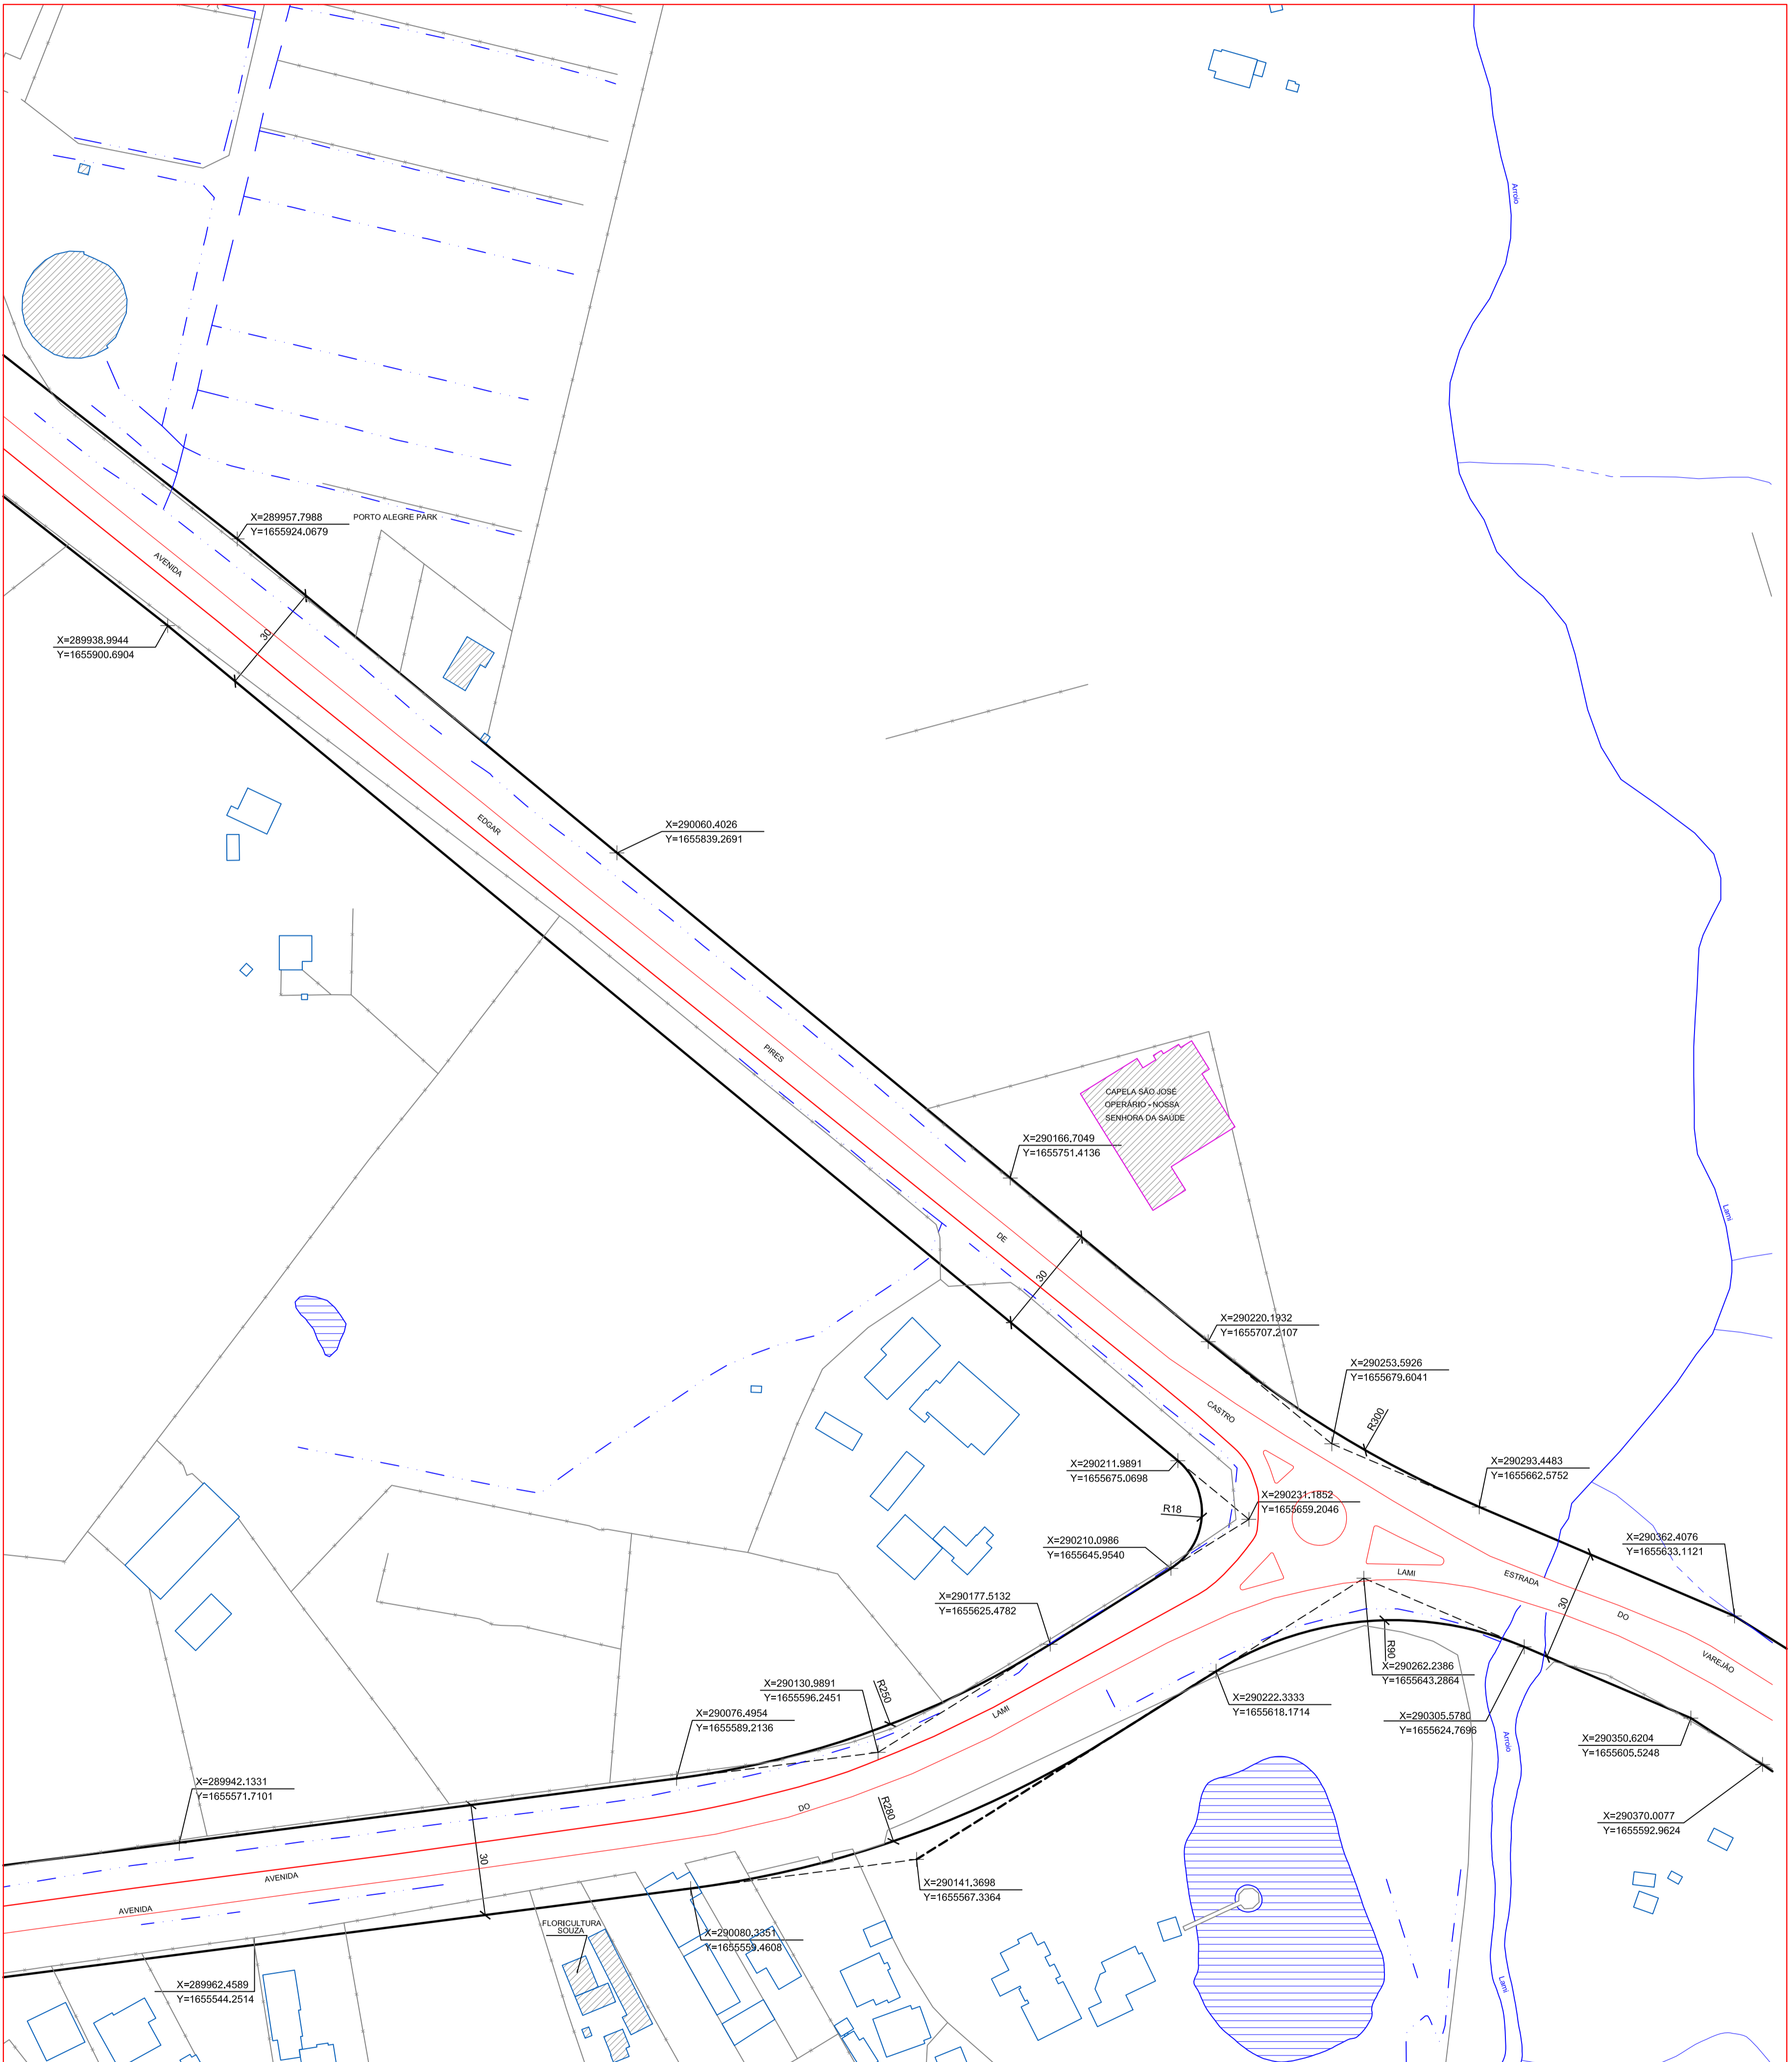 Arroio
X=289957.7988
Y=1655924.0679
PORTO ALEGRE PARK
AVENIDA
30
X=289938.9944
Y=1655900.6904
EDGAR
X=290060.4026
Y=1655839.2691
PIRES
CAPELA SÃO JOSÉ
OPERÁRIO - NOSSA
SENHORA DA SAÚDE
X=290166.7049
Y=1655751.4136
Lami
DE
30
X=290220.1932
Y=1655707.2107
X=290253.5926
Y=1655679.6041
CASTRO
R300
X=290211.9891
Y=1655675.0698
X=290293.4483
Y=1655662.5752
X=290231.1852
Y=1655659.2046
R18
X=290210.0986
Y=1655645.9540
X=290362.4076
Y=1655633.1121
LAMI
ESTRADA
30
DO
VAREJÃO
X=290177.5132
Y=1655625.4782
R90
X=290262.2386
Y=1655643.2864
X=290130.9891
Y=1655596.2451
R250
X=290222.3333
Y=1655618.1714
LAMI
X=290076.4954
Y=1655589.2136
X=290305.5780
Y=1655624.7696
Arroio
X=290350.6204
Y=1655605.5248
X=289942.1331
Y=1655571.7101
DO
R280
X=290370.0077
Y=1655592.9624
30
AVENIDA
X=290141.3698
Y=1655567.3364
AVENIDA
FLORICULTURA
SOUZA
X=290080.3351
Y=1655559.4608
X=289962.4589
Y=1655544.2514
Lami